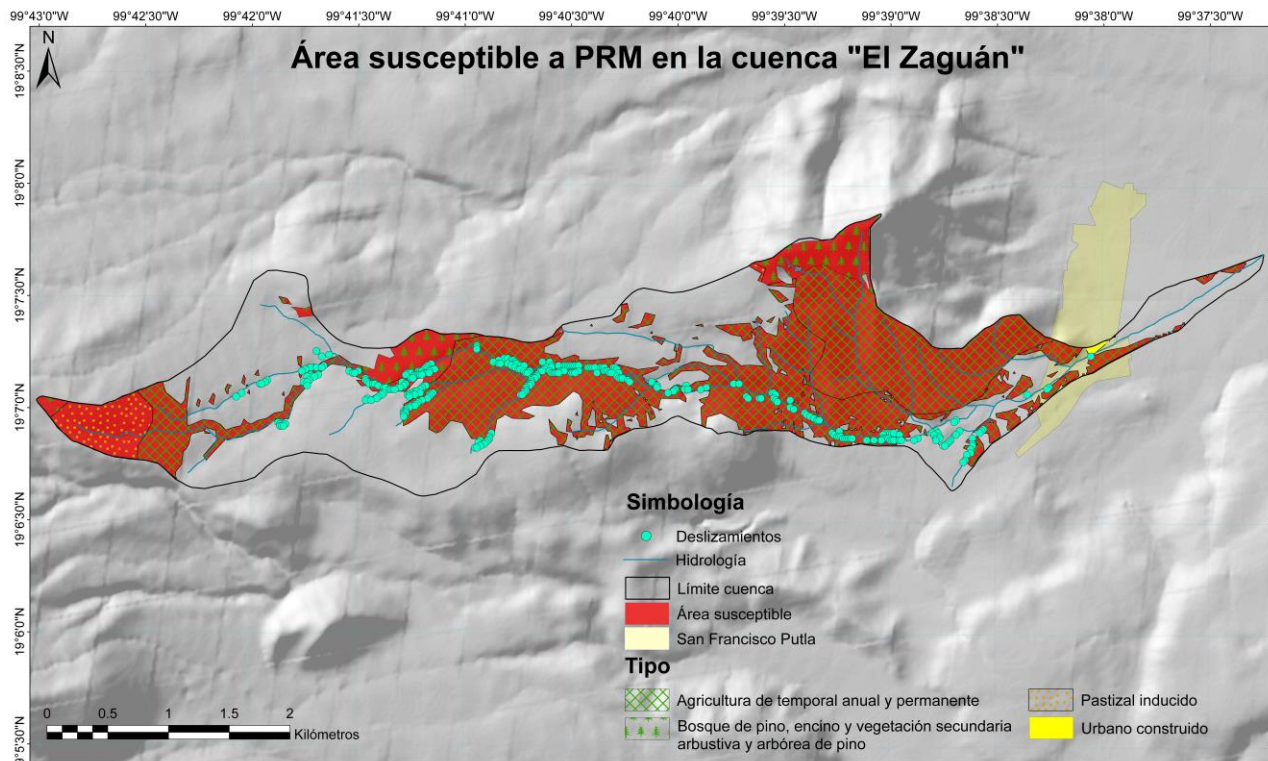 99°43'0"W 99°42'30"W 99°42'0"W 99°41'30"W 99°41'0"W 99°40'30"W 99°40'0"W 99°39'30"W 99°39'0"W 99°38'30"W 99°38'0"W 99°37'30"W
N
Área susceptible a PRM en la cuenca "El Zaguán"
19°8'30"N
19°8'0"N
19°7'30"N
19°7'0"N
19°6'30"N
19°6'0"N
19°5'30"N
Simbología
Deslizamientos
Hidrología
Límite cuenca
Área susceptible
San Francisco Putla
Tipo
Agricultura de temporal anual y permanente
Bosque de pino, encino y vegetación secundaria
arbustiva y arbórea de pino
Pastizal inducido
Urbano construido
0 0.5 1 1.5 2
Kilómetros